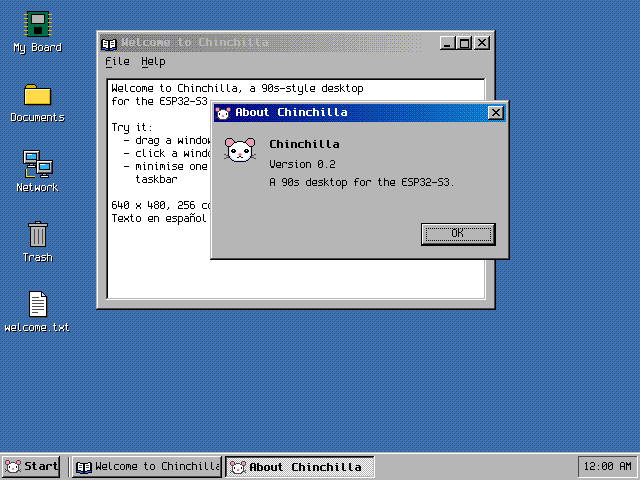 My Board
Documents
Network
Trash
welcome.txt
Welcome to Chinchilla
File Help
Welcome to Chinchilla, a 90s-style desktop
for the ESP32-S3
Try it:
- drag a window
- click a
- minimise one
taskbar
640 x 480, 256
Texto en español
About Chinchilla
Chinchilla
Version 0.2
A 90s desktop for the ESP32-S3.
OK
Start
Welcome to Chinchilla
About Chinchilla
12:00 AM